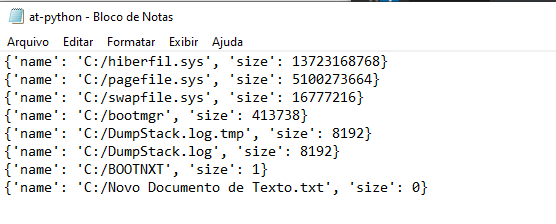 at-python - Bloco de Notas
Arquivo Editar Formatar Exibir Ajuda
{'name': 'C:/hiberfil.sys', 'size': 13723168768}
{'name': 'C:/pagefile.sys', 'size': 5100273664}
{'name': 'C:/swapfile.sys', 'size': 16777216}
{'name': 'C:/bootmgr', 'size': 413738}
{'name': 'C:/DumpStack.log.tmp', 'size': 8192}
{'name': 'C:/DumpStack.log', 'size': 8192}
{'name': 'C:/BOOTNXT', 'size': 1}
{'name': 'C:/Novo Documento de Texto.txt', 'size': 0}